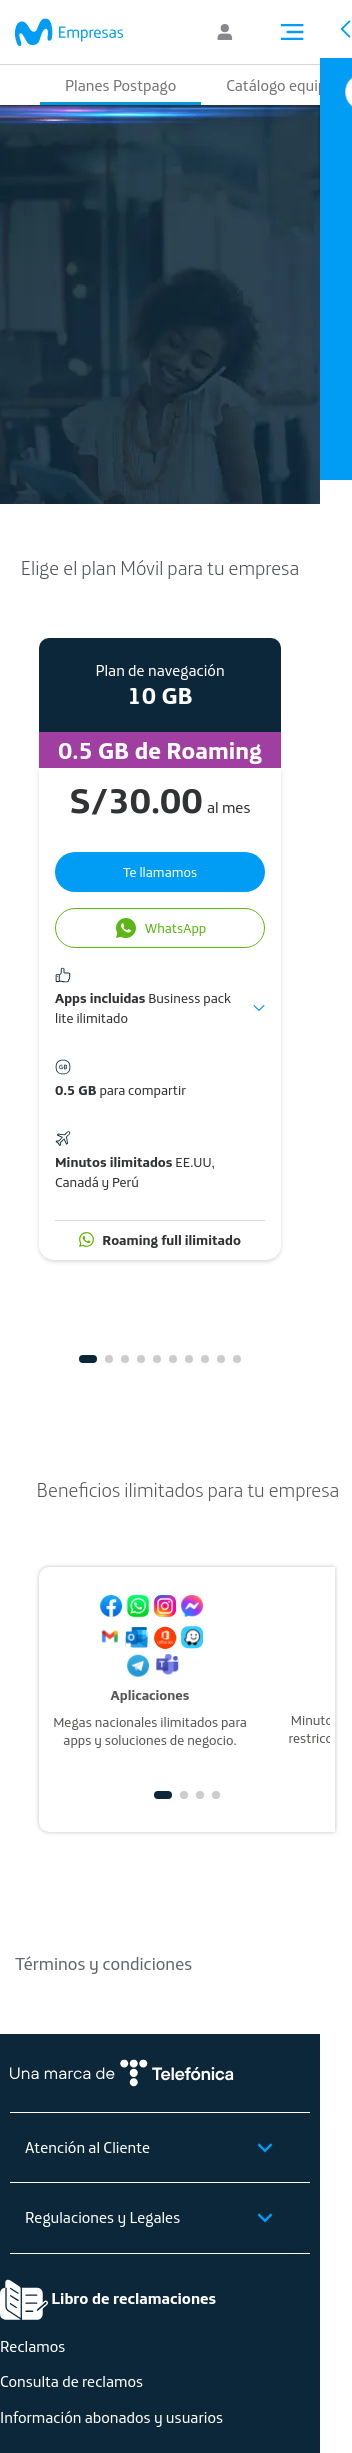 Empresas
Planes Postpago
Catálogo equip
Elige el plan Móvil para tu empresa
Plan de navegación
10 GB
0.5 GB de Roaming
S/30.00 al mes
Te llamamos
WhatsApp
Apps incluidas Business pack
lite ilimitado
GB
0.5 GB para compartir
Minutos ilimitados EE.UU,
Canadá y Perú
Roaming full ilimitado
Beneficios ilimitados para tu empresa
Aplicaciones
Megas nacionales ilimitados para
apps y soluciones de negocio.
Minuto
restricc
Términos y condiciones
Una marca de Telefónica
Atención al Cliente
Regulaciones y Legales
Libro de reclamaciones
Reclamos
Consulta de reclamos
Información abonados y usuarios